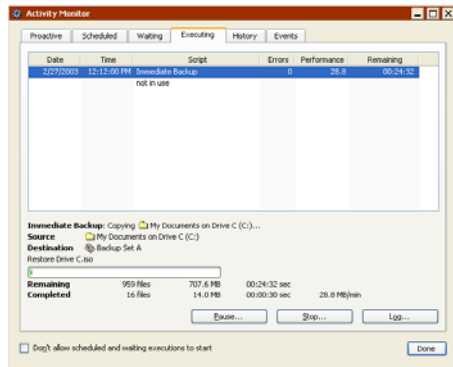 Activity Monitor
Proactive Scheduled Waiting Executing History Events
Date Time Script Errors Performance Remaining
2/27/2003 12:12:00 PM Immediate Backup 0 28.8 00:24:32
not in use
Immediate Backup: Copying My Documents on Drive C (C:)...
Source My Documents on Drive C (C:)
Destination Backup Set A
Restore Drive C.iso
Remaining 959 files 707.6 MB 00:24:32 sec
Completed 16 files 14.0 MB 00:00:30 sec 28.8 MB/min
Pause... Stop... Log...
Don't allow scheduled and waiting executions to start
Done